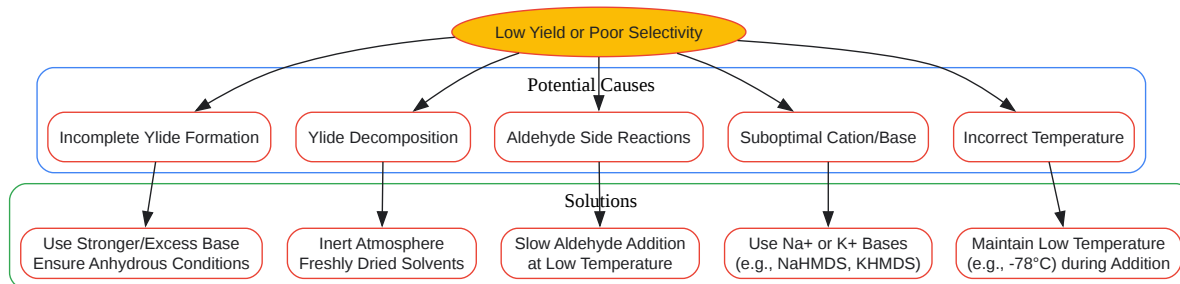 Low Yield or Poor Selectivity
Potential Causes
Incomplete Ylide Formation
Ylide Decomposition
Aldehyde Side Reactions
Suboptimal Cation/Base
Incorrect Temperature
Solutions
Use Stronger/Excess Base
Ensure Anhydrous Conditions
Inert Atmosphere
Freshly Dried Solvents
Slow Aldehyde Addition
at Low Temperature
Use Na+ or K+ Bases
(e.g., NaHMDS, KHMDS)
Maintain Low Temperature
(e.g., -78°C) during Addition